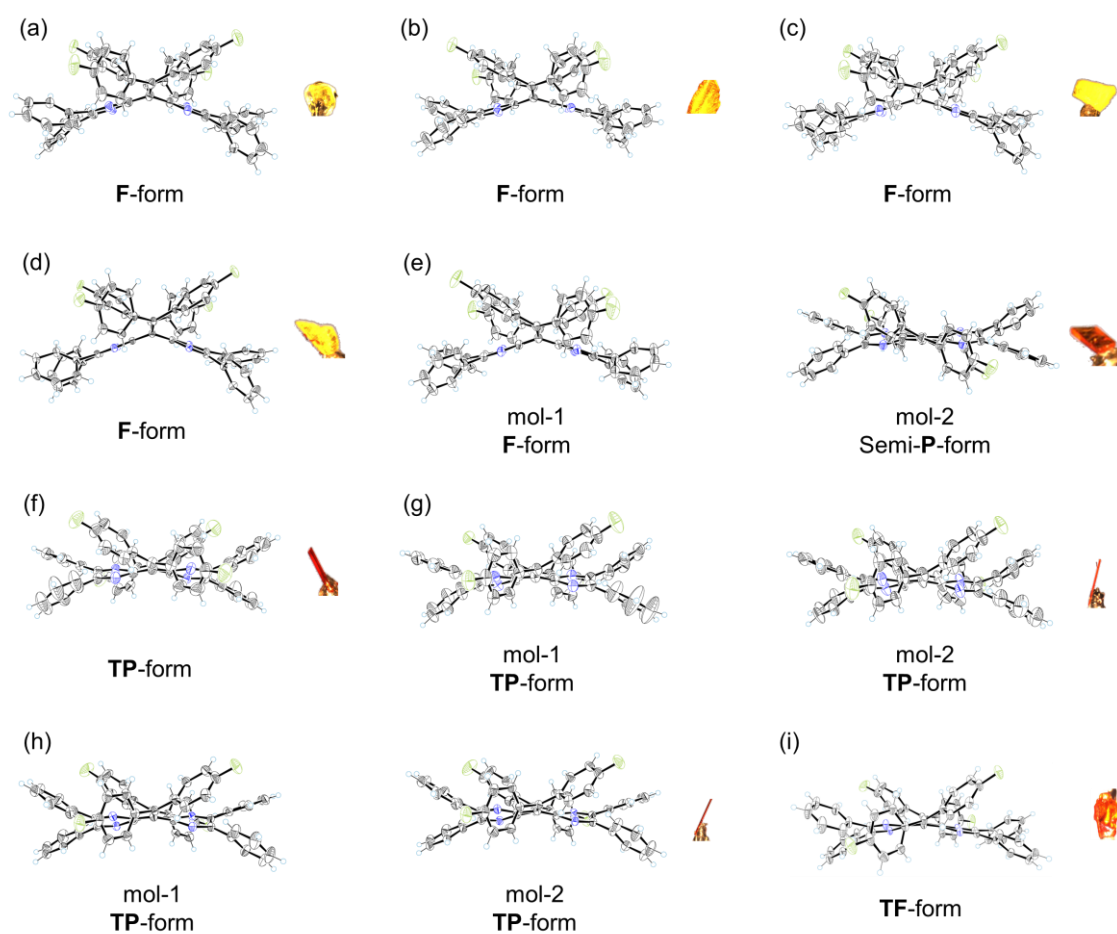 (a)
F-form
(b)
F-form
(c)
F-form
(d)
F-form
(e)
mol-1
F-form
mol-2
Semi-P-form
(f)
TP-form
(g)
mol-1
TP-form
mol-2
TP-form
(h)
mol-1
TP-form
mol-2
TP-form
(i)
TF-form